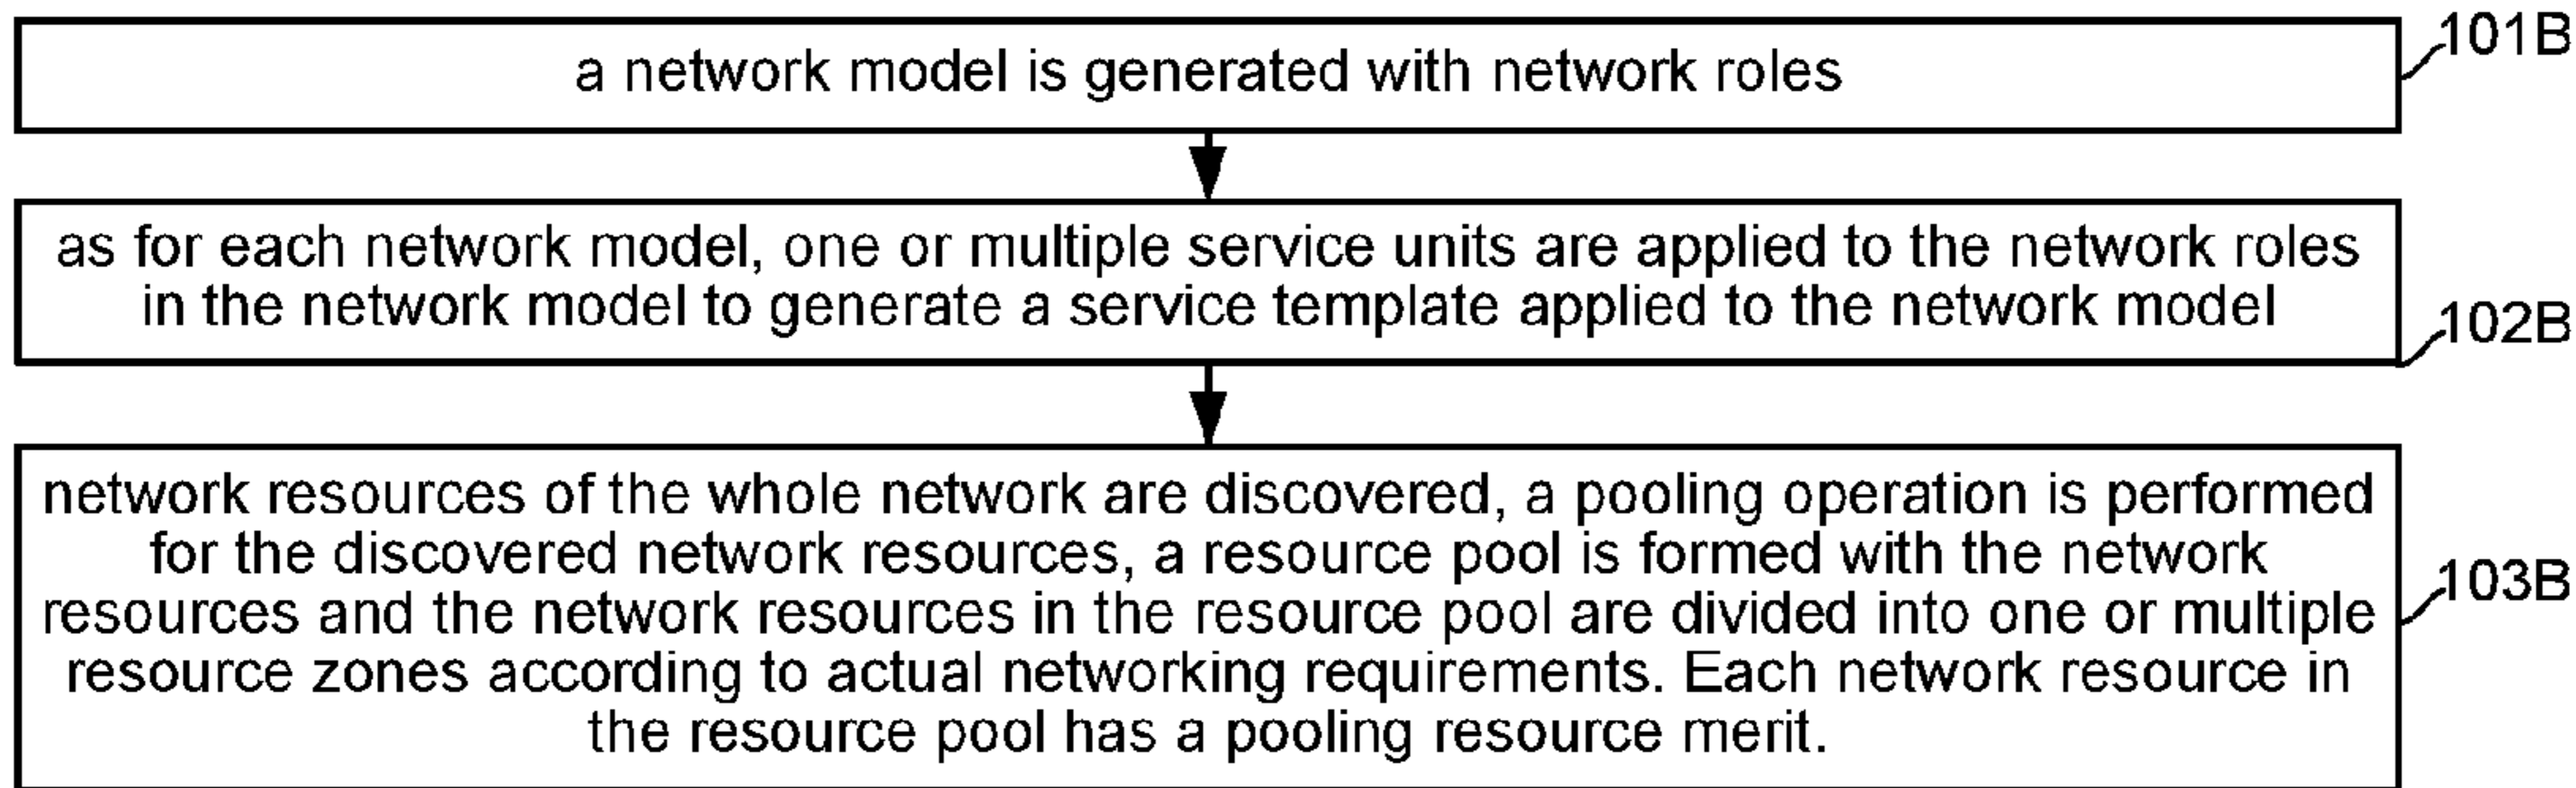 a network model is generated with network roles
101B
as for each network model, one or multiple service units are applied to the network roles
in the network model to generate a service template applied to the network model
102B
network resources of the whole network are discovered, a pooling operation is performed
for the discovered network resources, a resource pool is formed with the network
resources and the network resources in the resource pool are divided into one or multiple
resource zones according to actual networking requirements. Each network resource in
the resource pool has a pooling resource merit.
103B